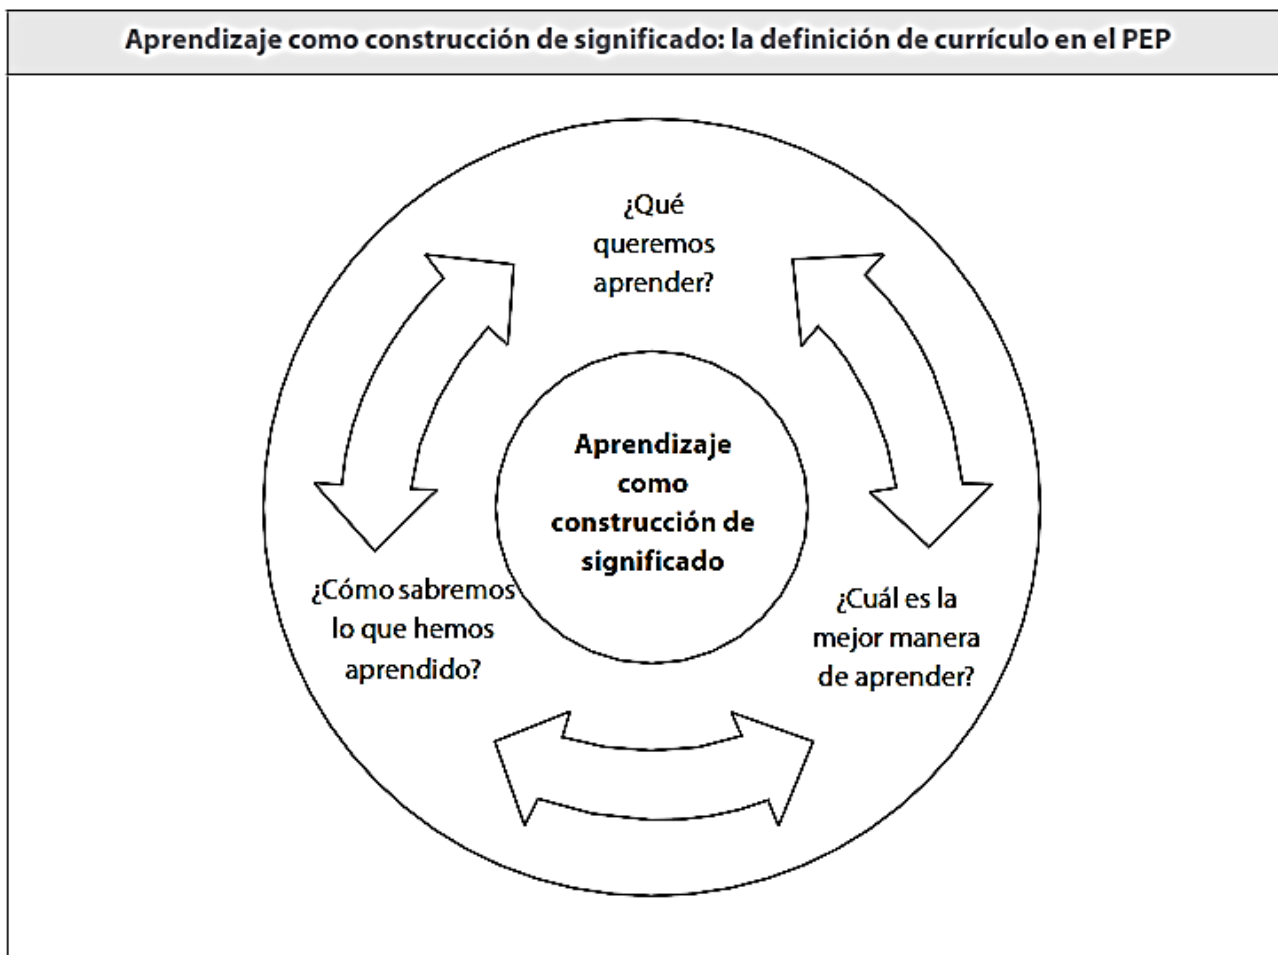 Aprendizaje como construcción de significado: la definición de currículo en el PEP
¿Qué
queremos
aprender?
Aprendizaje
como
construcción de
significado
¿Cómo sabremos
lo que hemos
aprendido?
¿Cuál es la
mejor manera
de aprender?